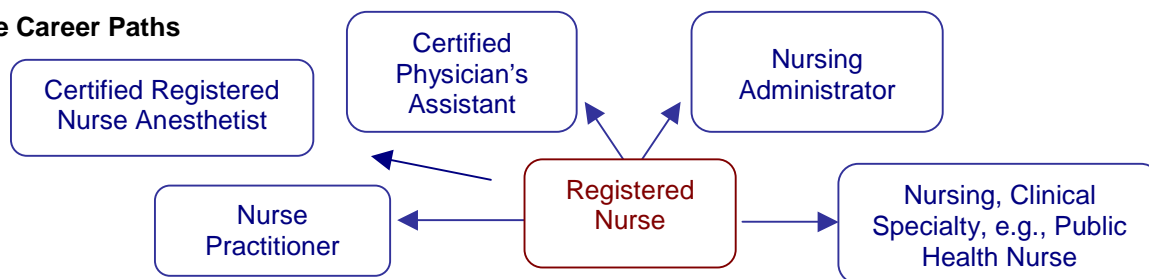 e Career Paths
Certified Registered
Nurse Anesthetist
Certified
Physician’s
Assistant
Nursing
Administrator
Nurse
Practitioner
Registered
Nurse
Nursing, Clinical
Specialty, e.g., Public
Health Nurse